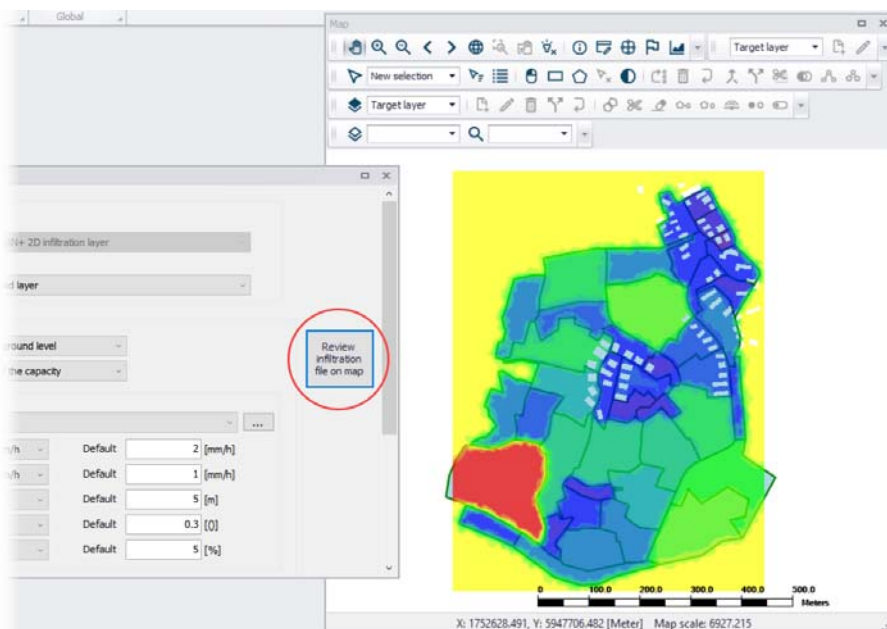 Global
Map
Target layer
New selection
Target layer
2D infiltration layer
layer
ground level
the capacity
Review
infiltration
file on map
...
Default 2 [mm/h]
Default 1 [mm/h]
Default 5 [m]
Default 0.3 [()]
Default 5 [%]
0 100.0 200.0 300.0 400.0 500.0
Meters
X: 1752628.491, Y: 5947706.482 [Meter] Map scale: 6927.215